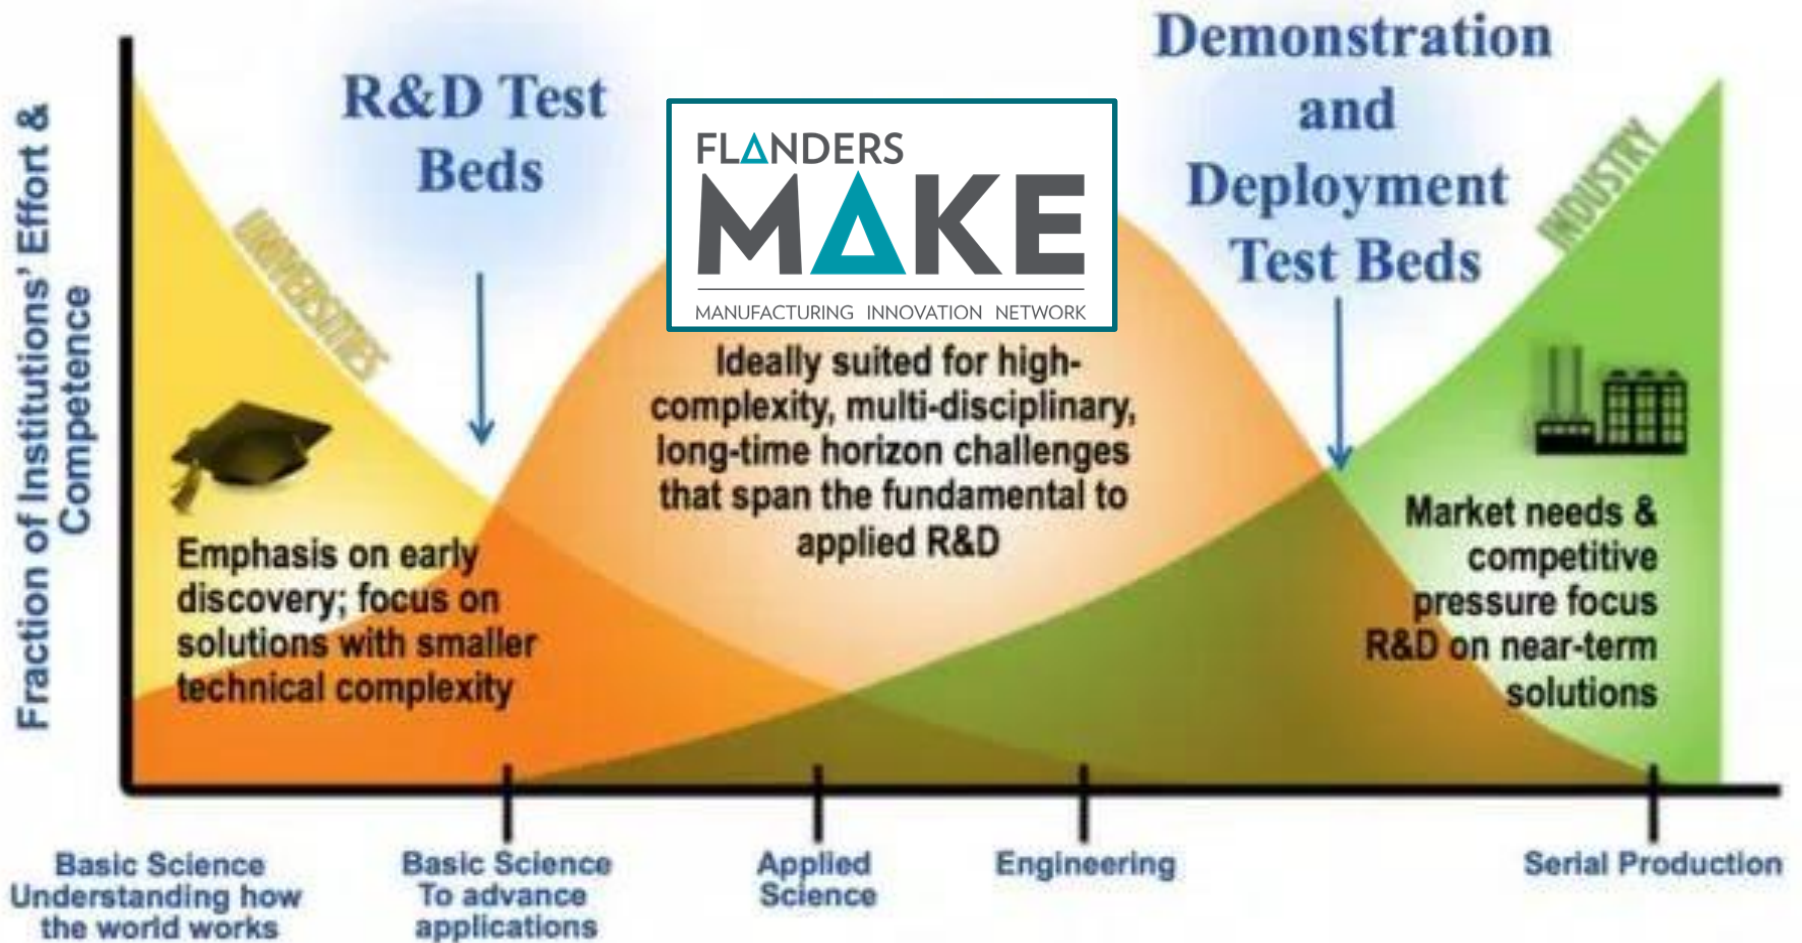 Fraction of Institutions' Effort &
Competence
UNIVERSITIES
R&D Test
Beds
FLANDERS
MAKE
MANUFACTURING INNOVATION NETWORK
Demonstration
and
Deployment
Test Beds
INDUSTRY
Emphasis on early
discovery; focus on
solutions with smaller
technical complexity
Ideally suited for high-
complexity, multi-disciplinary,
long-time horizon challenges
that span the fundamental to
applied R&D
Market needs &
competitive
pressure focus
R&D on near-term
solutions
Basic Science
Understanding how
the world works
Basic Science
To advance
applications
Applied
Science
Engineering
Serial Production